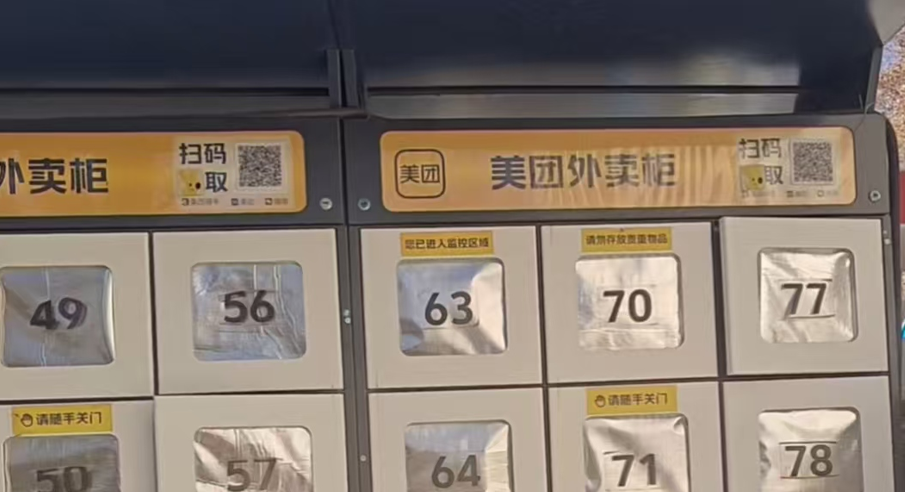 外卖柜
扫码
取
美团
美团外卖柜
扫码
取
您已进入监控区域
请勿存放贵重物品
49
56
63
70
77
请随手关门
请随手关门
50
57
64
71
78